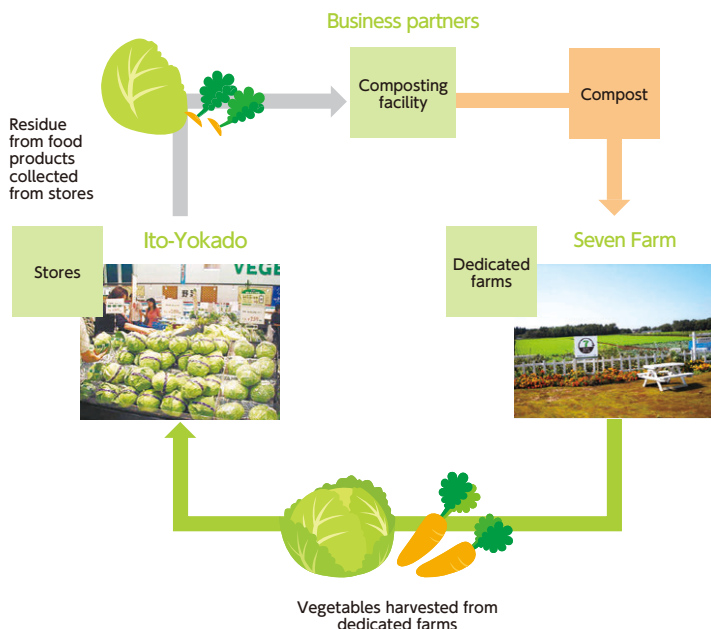 Business partners
Composting
facility
Compost
Residue
from food
products
collected
from stores
Ito-Yokado
Stores
Seven Farm
Dedicated
farms
VEGE
Vegetables harvested from
dedicated farms